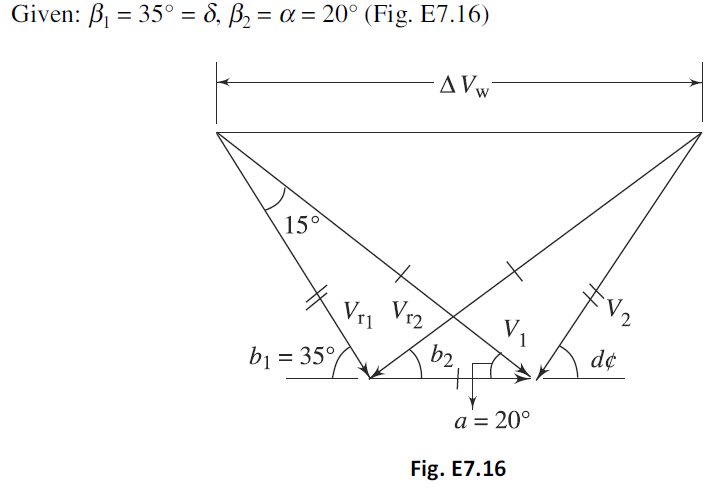 Given: β₁ = 35° = δ, β₂ = α = 20° (Fig. E7.16)
Δ Vw
15°
Vr1 Vr2 V1 V2
b₁ = 35° b₂ d¢
a = 20°
Fig. E7.16